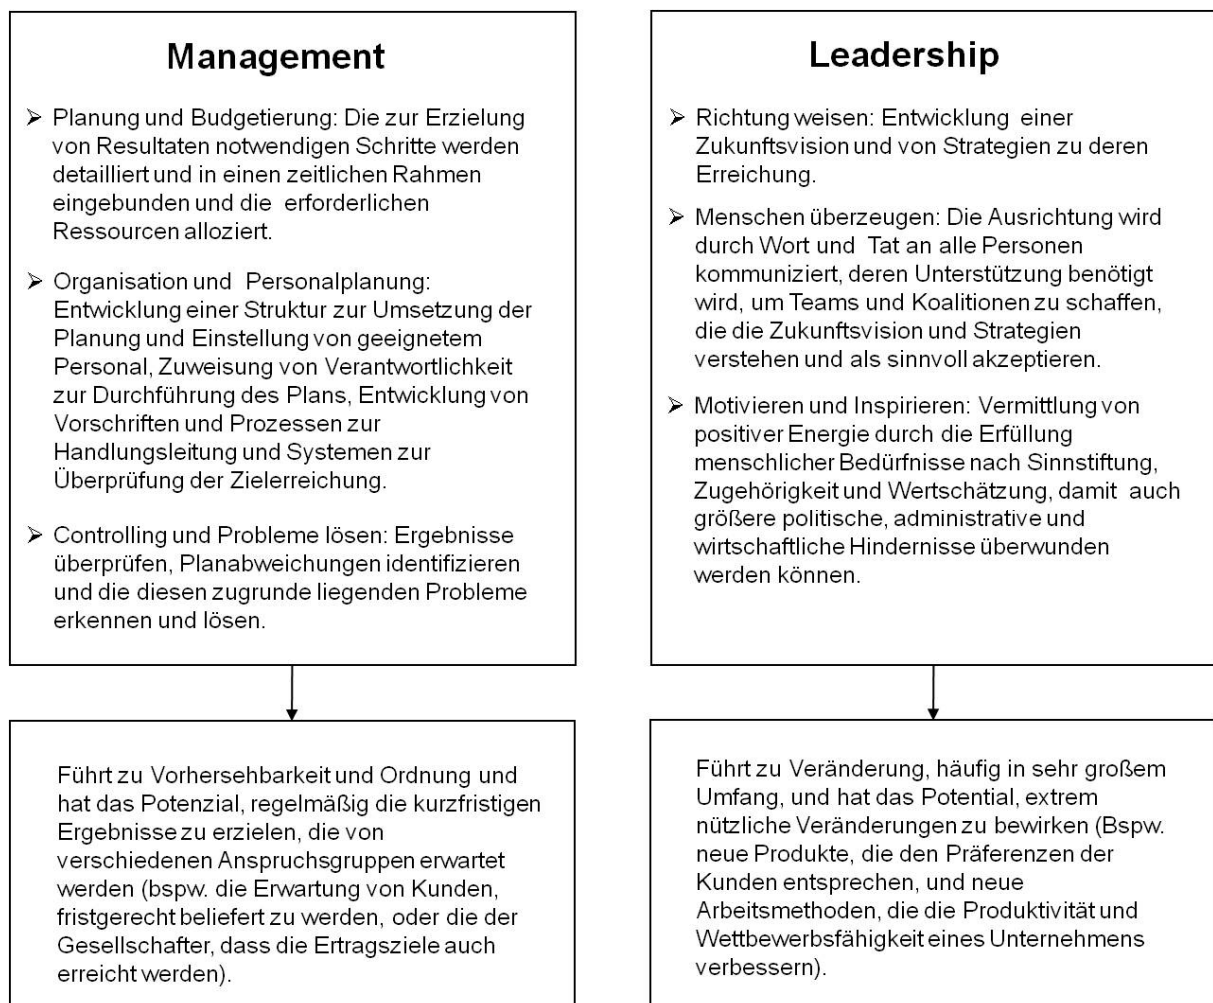 Management
➢ Planung und Budgetierung: Die zur Erzielung
von Resultaten notwendigen Schritte werden
detailliert und in einen zeitlichen Rahmen
eingebunden und die erforderlichen
Ressourcen alloziert.
➢ Organisation und Personalplanung:
Entwicklung einer Struktur zur Umsetzung der
Planung und Einstellung von geeignetem
Personal, Zuweisung von Verantwortlichkeit
zur Durchführung des Plans, Entwicklung von
Vorschriften und Prozessen zur
Handlungsleitung und Systemen zur
Überprüfung der Zielerreichung.
➢ Controlling und Probleme lösen: Ergebnisse
überprüfen, Planabweichungen identifizieren
und die diesen zugrunde liegenden Probleme
erkennen und lösen.
Führt zu Vorhersehbarkeit und Ordnung und
hat das Potenzial, regelmäßig die kurzfristigen
Ergebnisse zu erzielen, die von
verschiedenen Anspruchsgruppen erwartet
werden (bspw. die Erwartung von Kunden,
fristgerecht beliefert zu werden, oder die der
Gesellschafter, dass die Ertragsziele auch
erreicht werden).
Leadership
➢ Richtung weisen: Entwicklung einer
Zukunftsvision und von Strategien zu deren
Erreichung.
➢ Menschen überzeugen: Die Ausrichtung wird
durch Wort und Tat an alle Personen
kommuniziert, deren Unterstützung benötigt
wird, um Teams und Koalitionen zu schaffen,
die die Zukunftsvision und Strategien
verstehen und als sinnvoll akzeptieren.
➢ Motivieren und Inspirieren: Vermittlung von
positiver Energie durch die Erfüllung
menschlicher Bedürfnisse nach Sinnstiftung,
Zugehörigkeit und Wertschätzung, damit auch
größere politische, administrative und
wirtschaftliche Hindernisse überwunden
werden können.
Führt zu Veränderung, häufig in sehr großem
Umfang, und hat das Potential, extrem
nützliche Veränderungen zu bewirken (Bspw.
neue Produkte, die den Präferenzen der
Kunden entsprechen, und neue
Arbeitsmethoden, die die Produktivität und
Wettbewerbsfähigkeit eines Unternehmens
verbessern).